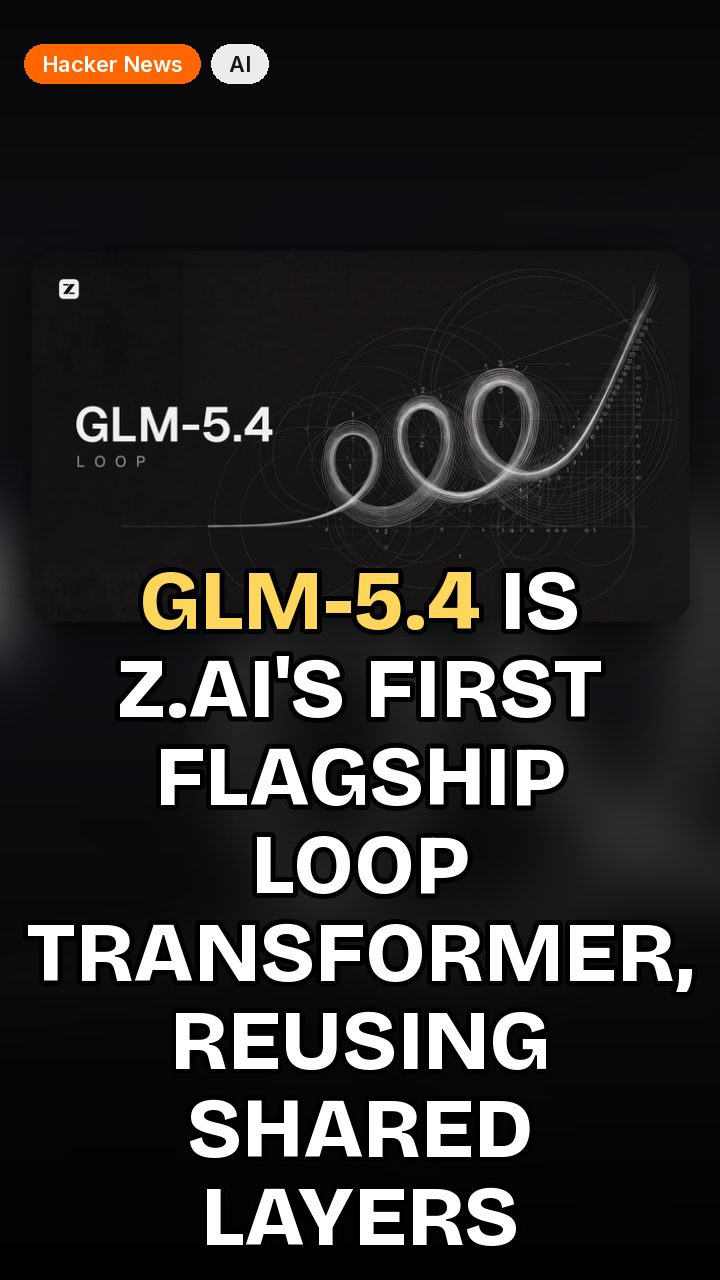 Hacker News AI
Z
GLM-5.4
LOOP
GLM-5.4 IS
Z.AI'S FIRST
FLAGSHIP
LOOP
TRANSFORMER,
REUSING
SHARED
LAYERS